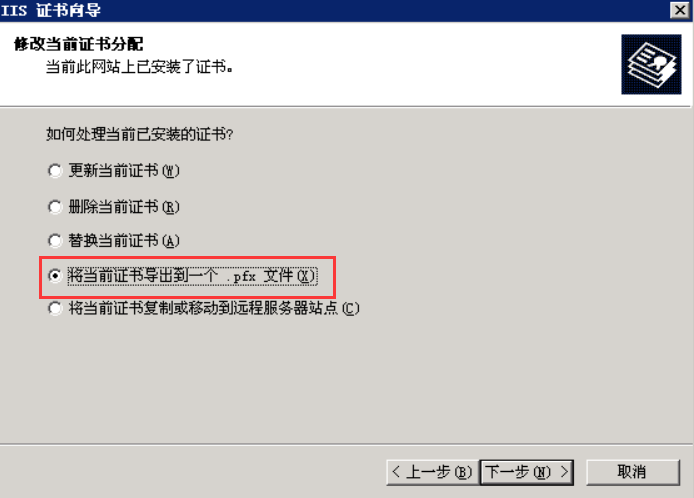 IIS 证书向导
修改当前证书分配
当前此网站上已安装了证书。
如何处理当前已安装的证书?
更新当前证书(W)
删除当前证书(R)
替换当前证书(A)
将当前证书导出到一个 .pfx 文件(X)
将当前证书复制或移动到远程服务器站点(C)
< 上一步(B) 下一步(N) > 取消